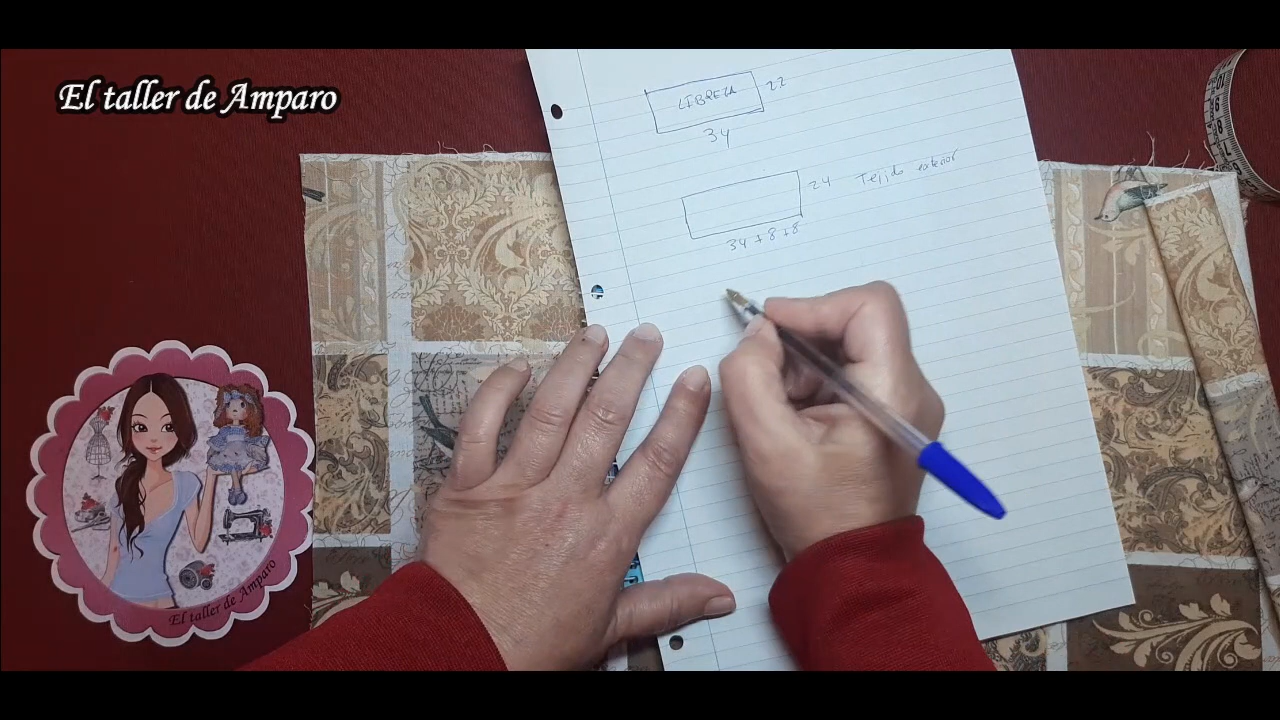 El taller de Amparo
LIBRETA 22
34
24 Tejido exterior
34 + 8 + 8
El taller de Amparo